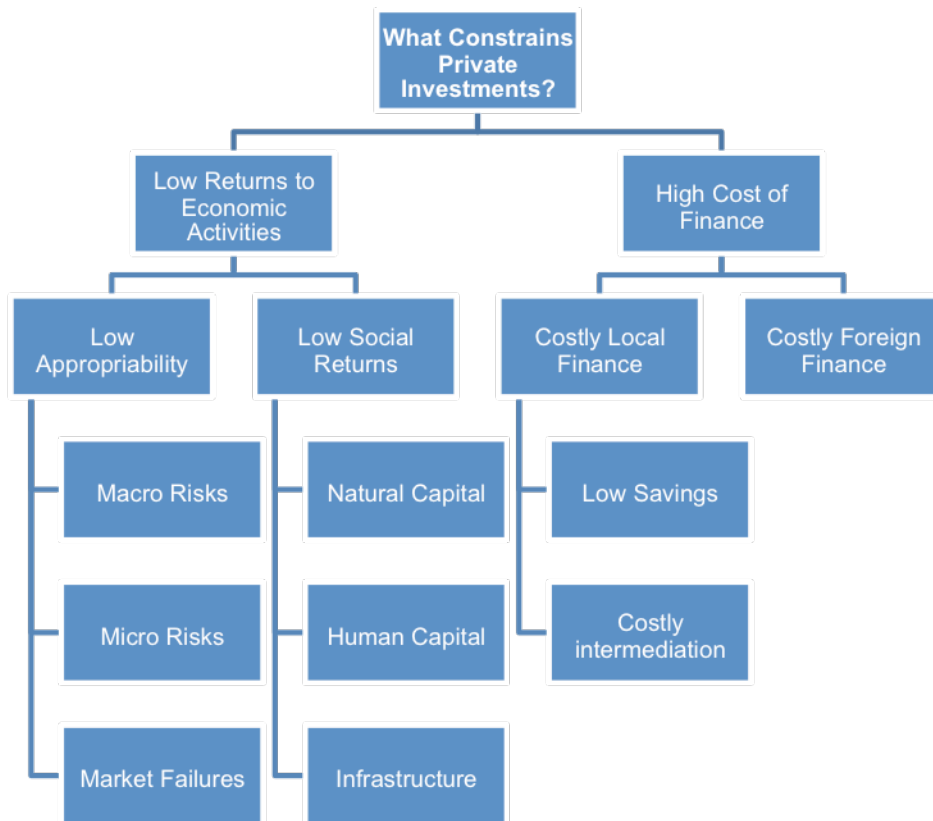 What Constrains
Private
Investments?
Low Returns to
Economic
Activities
High Cost of
Finance
Low
Appropriability
Low Social
Returns
Costly Local
Finance
Costly Foreign
Finance
Macro Risks
Natural Capital
Low Savings
Micro Risks
Human Capital
Costly
intermediation
Market Failures
Infrastructure